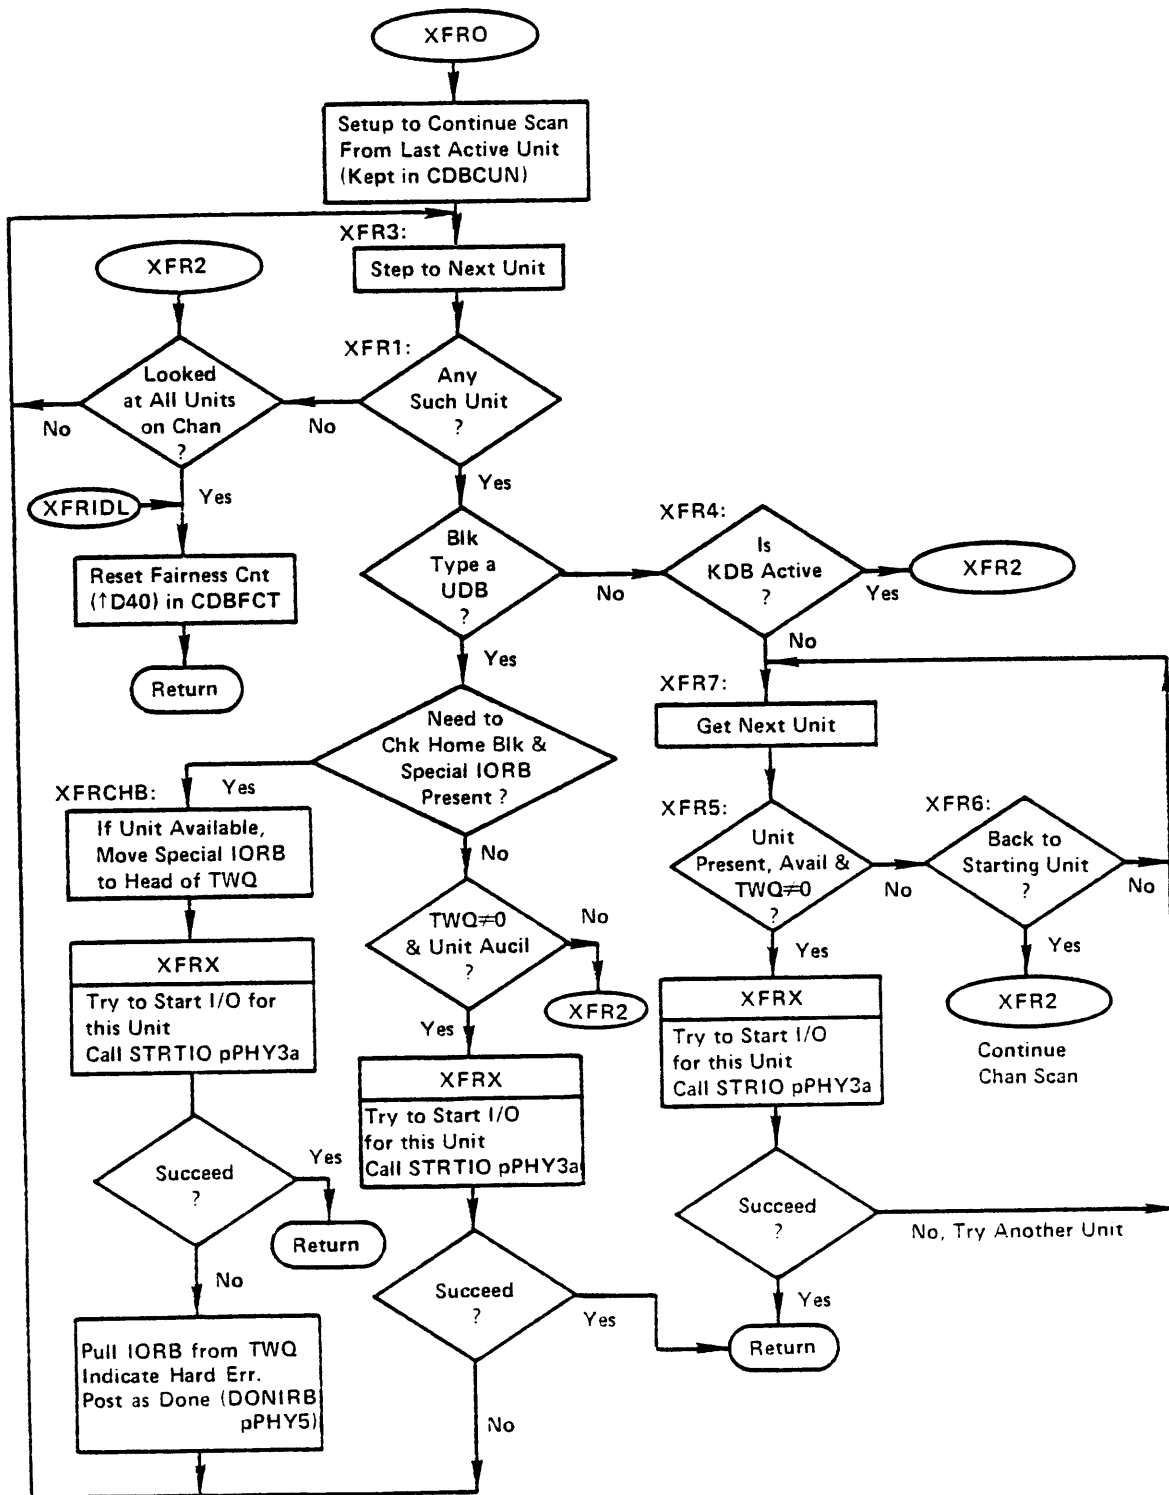 XFRO
Setup to Continue Scan
From Last Active Unit
(Kept in CDBCUN)
XFR3:
Step to Next Unit
XFR2
XFR1:
Any
Such Unit
?
No
Yes
Looked
at All Units
on Chan
?
No
Yes
XFRIDL
Reset Fairness Cnt
(↑D40) in CDBFCT
Return
Blk
Type a
UDB
?
No
Yes
XFR4:
Is
KDB Active
?
Yes
No
XFR2
Need to
Chk Home Blk &
Special IORB
Present ?
Yes
No
XFRCHB:
If Unit Available,
Move Special IORB
to Head of TWQ
XFRX
Try to Start I/O for
this Unit
Call STRTIO pPHY3a
Succeed
?
Yes
Return
No
Pull IORB from TWQ
Indicate Hard Err.
Post as Done (DONIRB
pPHY5)
TWQ≠0
& Unit Aucil
?
No
XFR2
Yes
XFRX
Try to Start I/O
for this Unit
Call STRTIO pPHY3a
Succeed
?
Yes
No
XFR7:
Get Next Unit
XFR5:
Unit
Present, Avail &
TWQ≠0
?
No
Yes
XFR6:
Back to
Starting Unit
?
No
Yes
XFR2
Continue
Chan Scan
XFRX
Try to Start I/O
for this Unit
Call STRIO pPHY3a
Succeed
?
No, Try Another Unit
Yes
Return